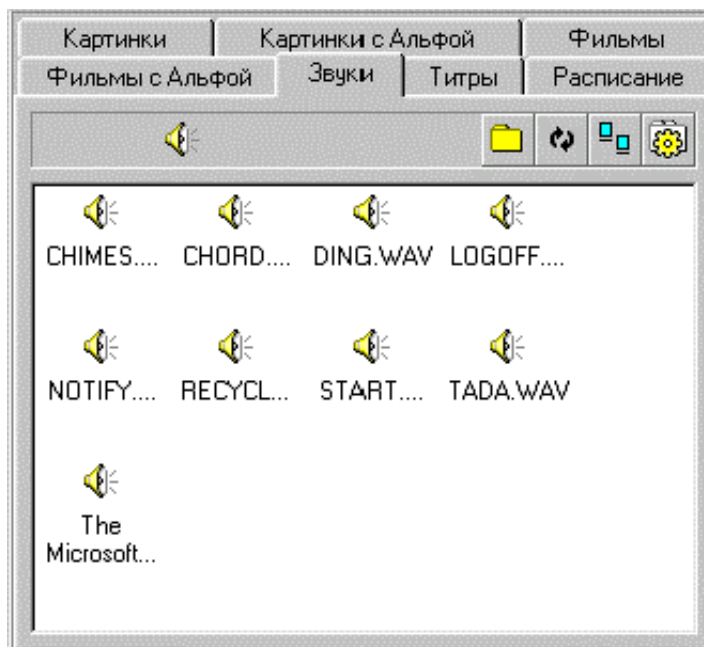 Картинки Картинки с Альфой Фильмы
Фильмы с Альфой Звуки Титры Расписание
CHIMES.... CHORD.... DING.WAV LOGOFF....
NOTIFY.... RECYCL... START.... TADA.WAV
The
Microsoft...